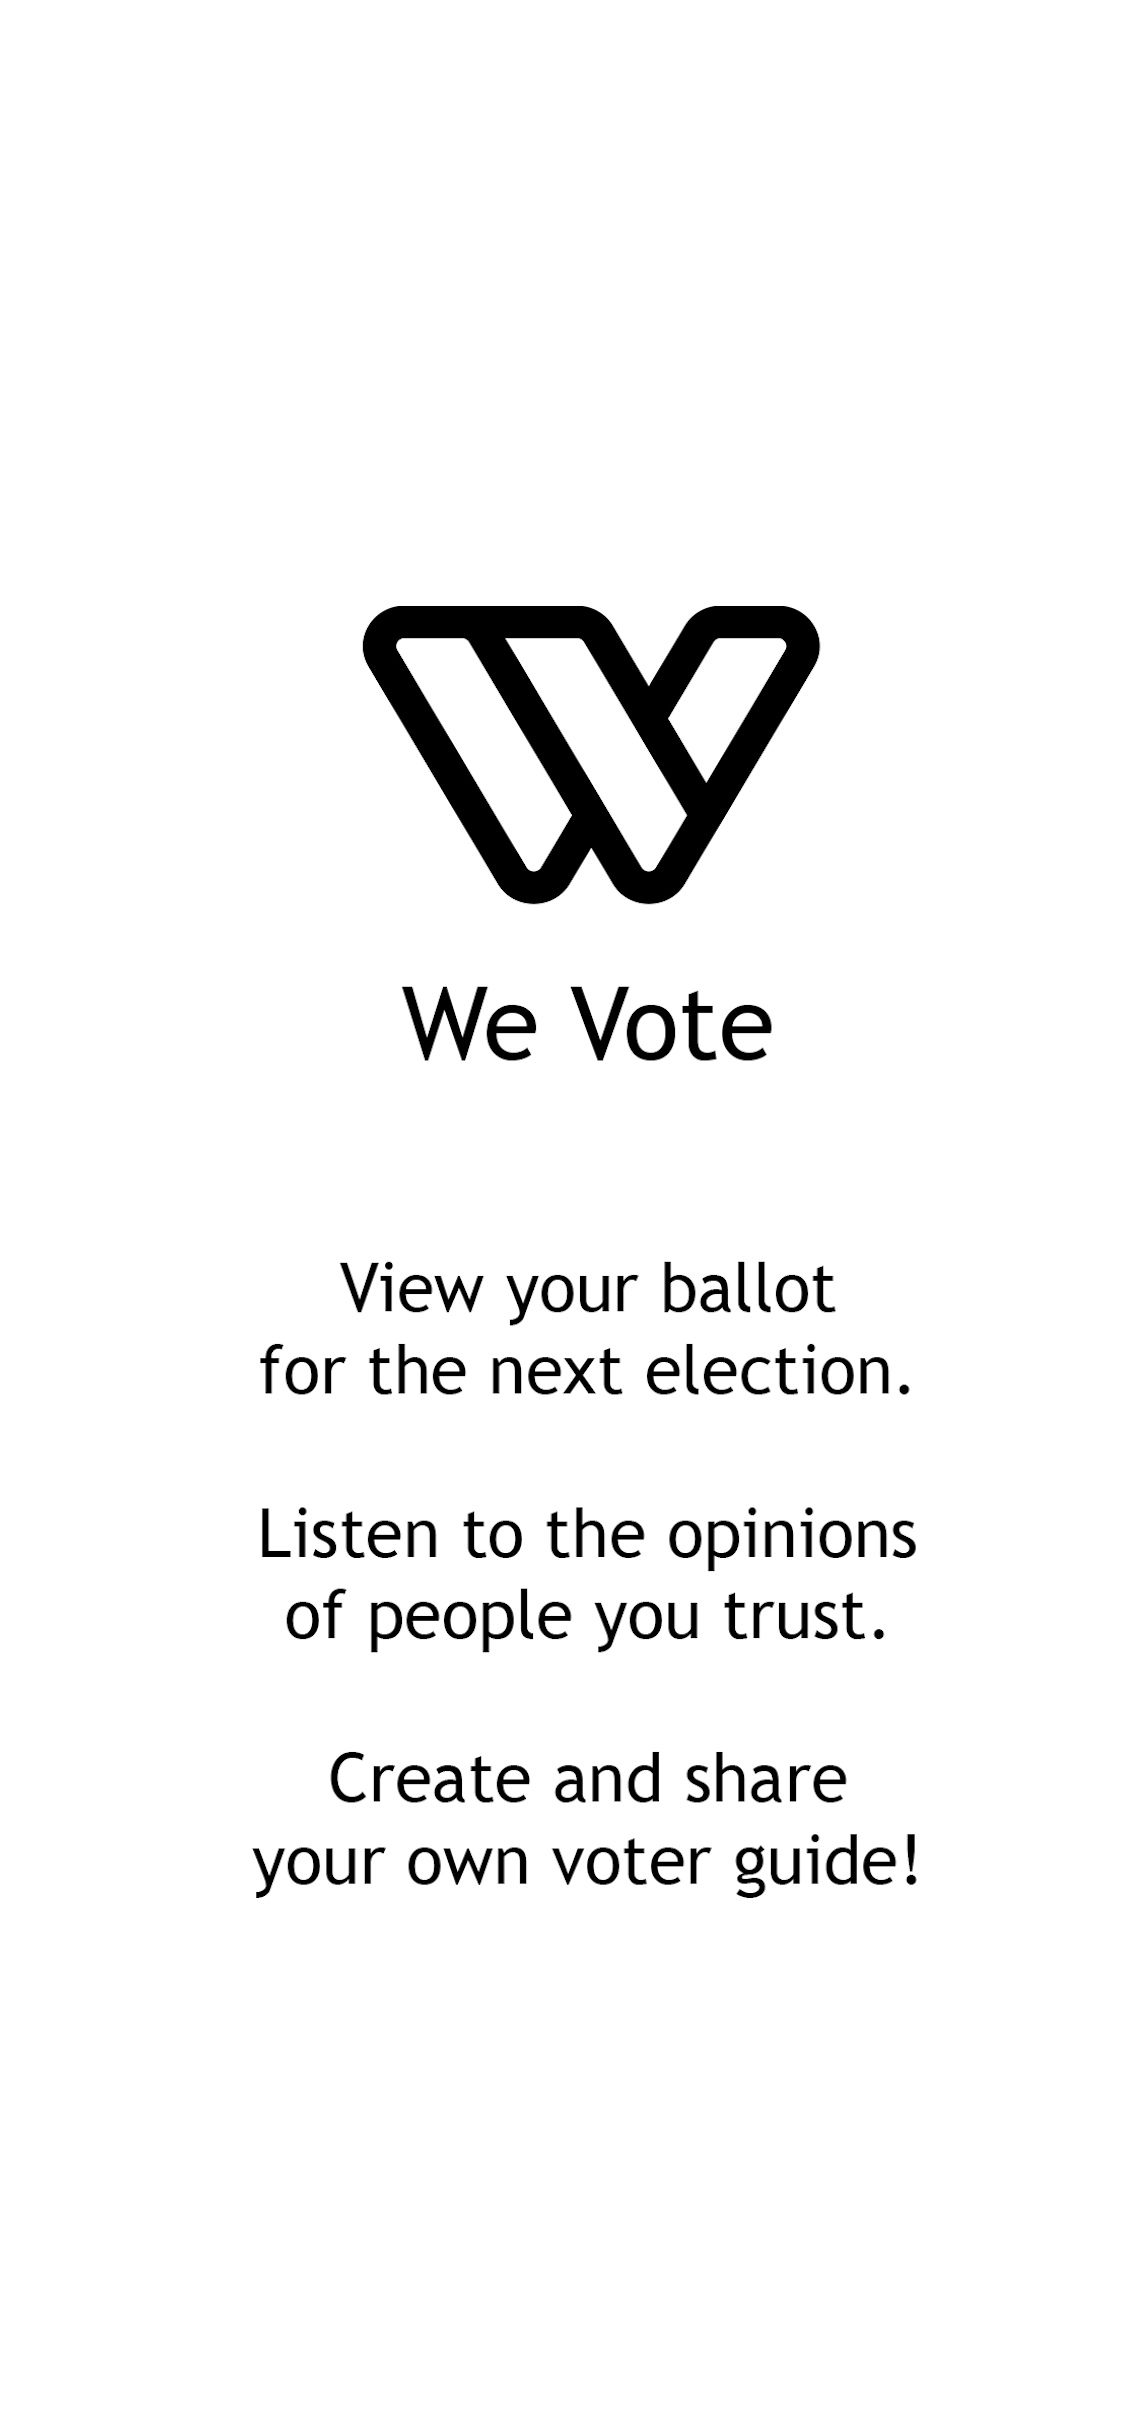 We Vote
View your ballot
for the next election.
Listen to the opinions
of people you trust.
Create and share
your own voter guide!